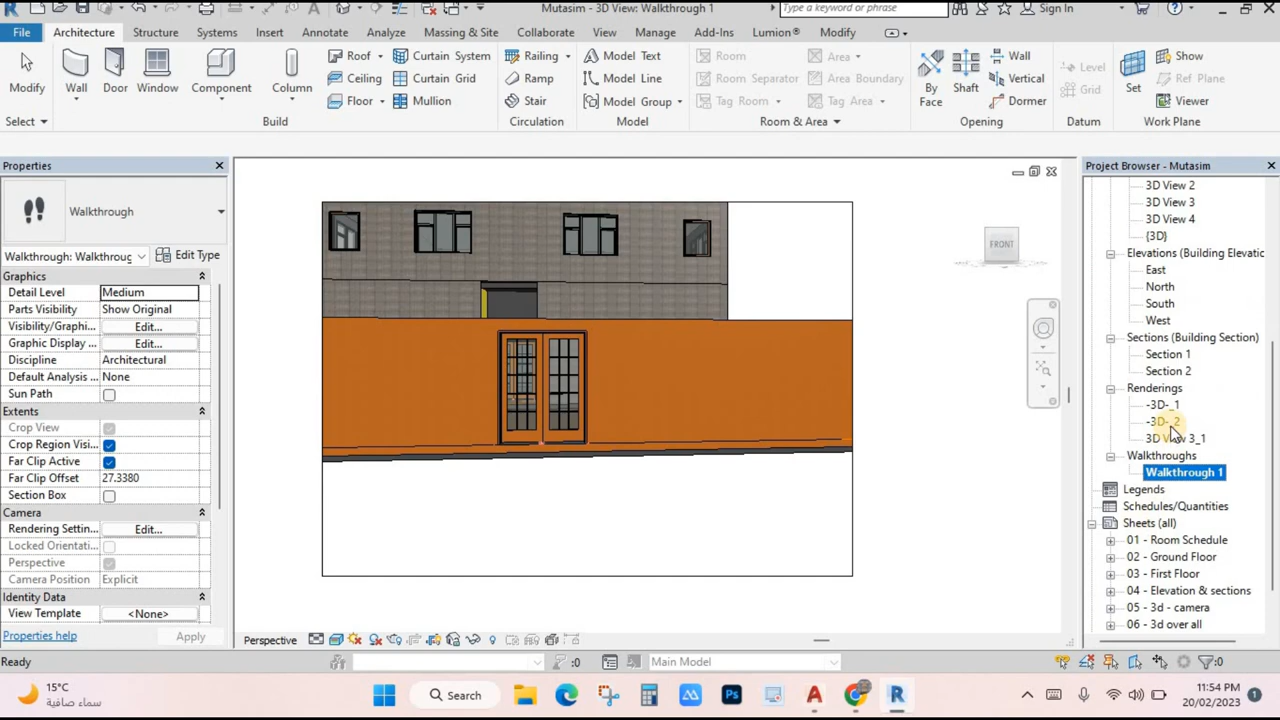 Mutasim - 3D View: Walkthrough 1
Type a keyword or phrase
Sign In
File Architecture Structure Systems Insert Annotate Analyze Massing & Site Collaborate View Manage Add-Ins Lumion® Modify
Modify
Select
Wall
Door
Window
Component
Column
Roof
Ceiling
Floor
Curtain System
Curtain Grid
Mullion
Build
Railing
Ramp
Stair
Circulation
Model Text
Model Line
Model Group
Model
Room
Room Separator
Tag Room
Area
Area Boundary
Tag Area
Room & Area
By
Face
Shaft
Wall
Vertical
Dormer
Opening
Level
Grid
Datum
Set
Show
Ref Plane
Viewer
Work Plane
Properties
Walkthrough
Walkthrough: Walkthroug
Edit Type
Graphics
Detail Level Medium
Parts Visibility Show Original
Visibility/Graphi... Edit...
Graphic Display ... Edit...
Discipline Architectural
Default Analysis ... None
Sun Path
Extents
Crop View
Crop Region Visi...
Far Clip Active
Far Clip Offset 27.3380
Section Box
Camera
Rendering Settin... Edit...
Locked Orientati...
Perspective
Camera Position Explicit
Identity Data
View Template <None>
Properties help
Apply
FRONT
Perspective
Project Browser - Mutasim
3D View 2
3D View 3
3D View 4
{3D}
Elevations (Building Elevatic
East
North
South
West
Sections (Building Section)
Section 1
Section 2
Renderings
-3D- 1
-3D- 2
3D View 3_1
Walkthroughs
Walkthrough 1
Legends
Schedules/Quantities
Sheets (all)
01 - Room Schedule
02 - Ground Floor
03 - First Floor
04 - Elevation & sections
05 - 3d - camera
06 - 3d over all
Ready
:0
Main Model
:0
15°C
سماء صافية
Search
Ps
A
R
11:54 PM
20/02/2023